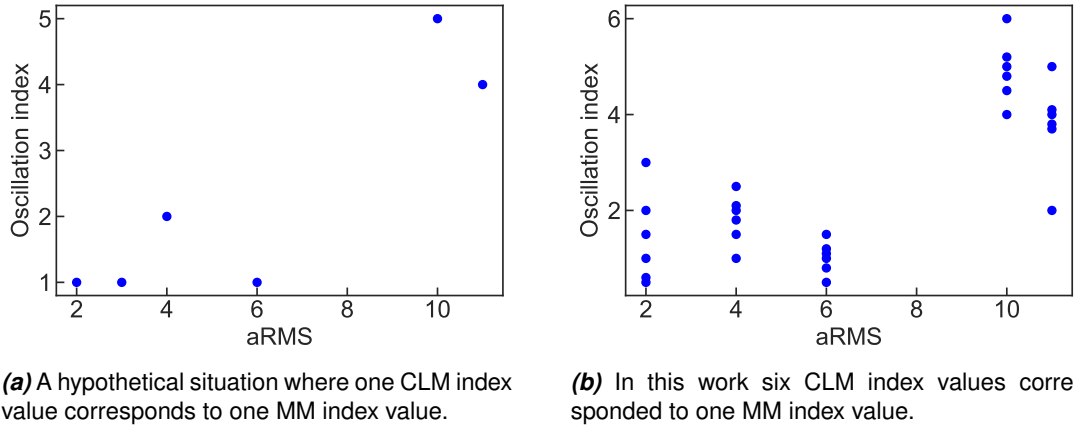 5
4
3
2
1
Oscillation index
2 4 6 8 10
aRMS
(a) A hypothetical situation where one CLM index
value corresponds to one MM index value.
6
4
2
Oscillation index
2 4 6 8 10
aRMS
(b) In this work six CLM index values corre
sponded to one MM index value.